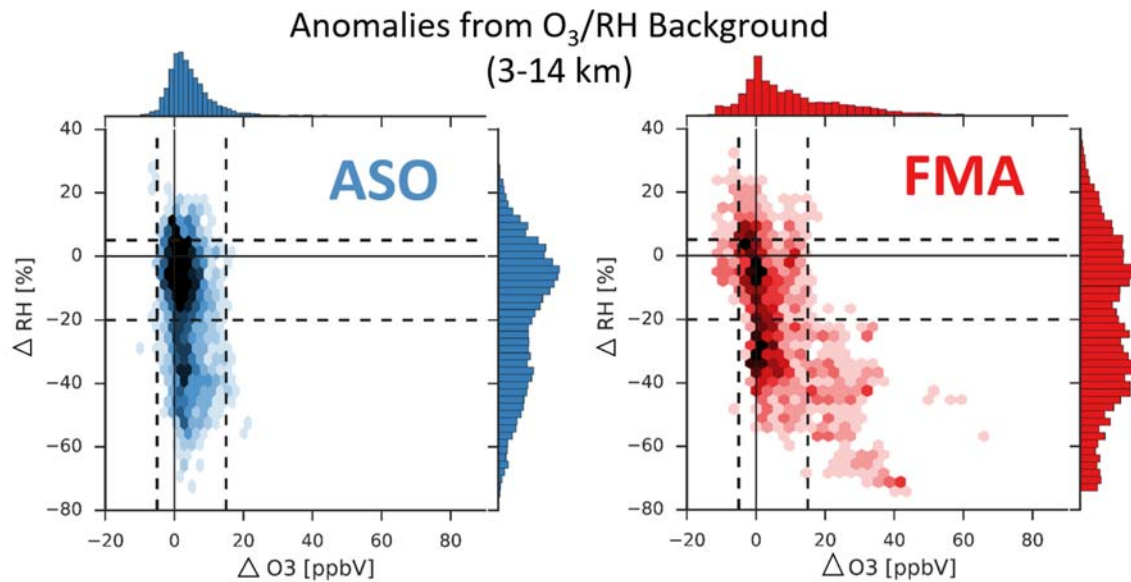 Anomalies from O₃/RH Background
(3-14 km)
40
20
0
−20
−40
−60
−80
△ RH [%]
ASO
−20 0 20 40 60 80
△ O3 [ppbV]
40
20
0
−20
−40
−60
−80
△ RH [%]
FMA
−20 0 20 40 60 80
△ O3 [ppbV]